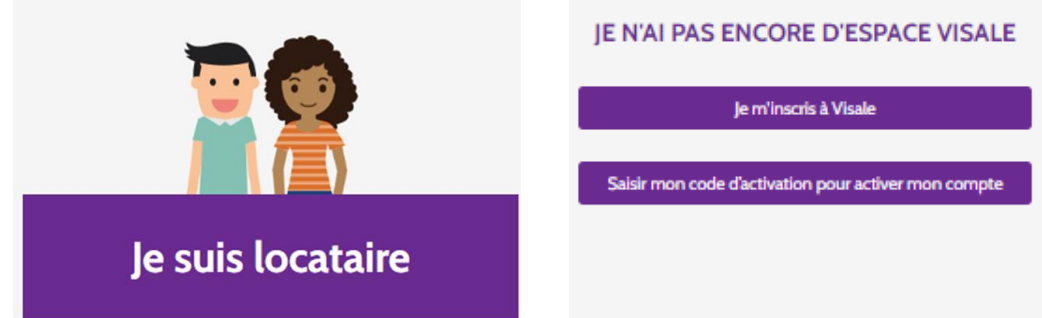 Je suis locataire
JE N'AI PAS ENCORE D'ESPACE VISALE
Je m'inscris à Visale
Saisir mon code d'activation pour activer mon compte